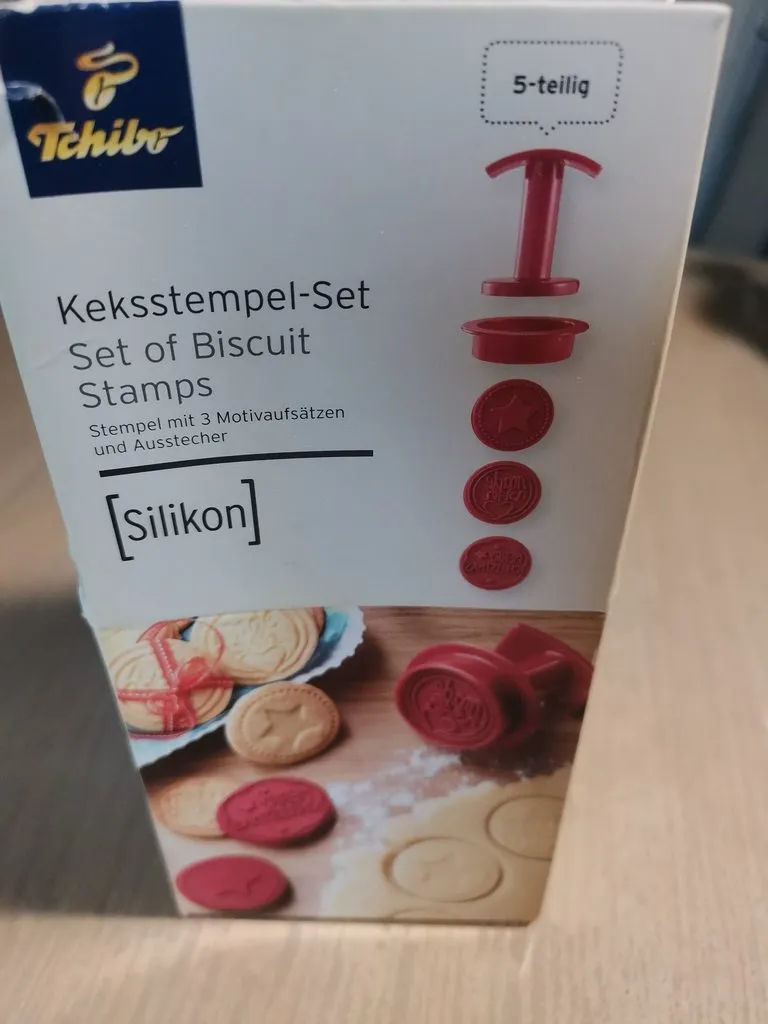 Tchibo
5-teilig
Keksstempel-Set
Set of Biscuit
Stamps
Stempel mit 3 Motivaufsätzen
und Ausstecher
[Silikon]